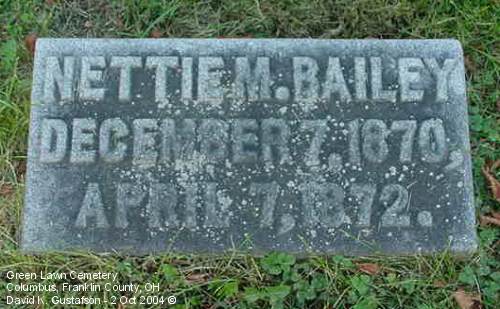 NETTIE M. BAILEY
DECEMBER 7, 1870,
APRIL 7, 1872.
Green Lawn Cemetery
Columbus, Franklin County, OH
David K. Gustafson - 2 Oct 2004 ©